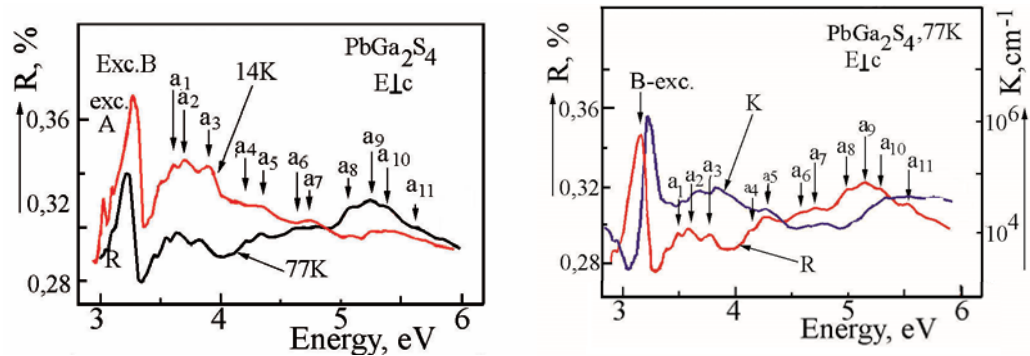 R, %
PbGa2S4
E⊥c
Exc.B
exc.
A
14K
a1
a2
a3
a4
a5
a6
a7
a8
a9
a10
a11
0,36
0,32
0,28
R
77K
3
4
5
6
Energy, eV
R, %
PbGa2S4,77K
E⊥c
K,cm-1
B-exc.
K
a1
a2
a3
a4
a5
a6
a7
a8
a9
a10
a11
0,36
0,32
0,28
10^6
10^4
R
3
4
5
6
Energy, eV